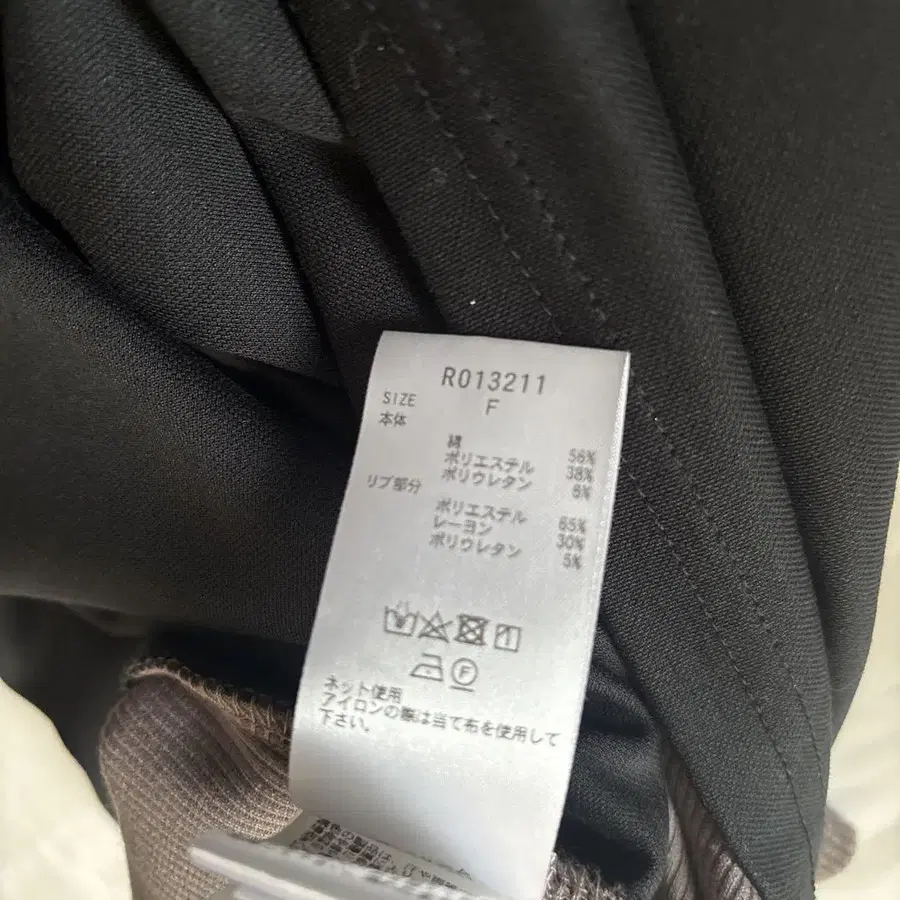 R013211
SIZE F
本体
綿 56%
ポリエステル 38%
ポリウレタン 6%
リブ部分
ポリエステル 65%
レーヨン 30%
ポリウレタン 5%
F
ネット使用
アイロンの際は当て布を使用して
下さい。